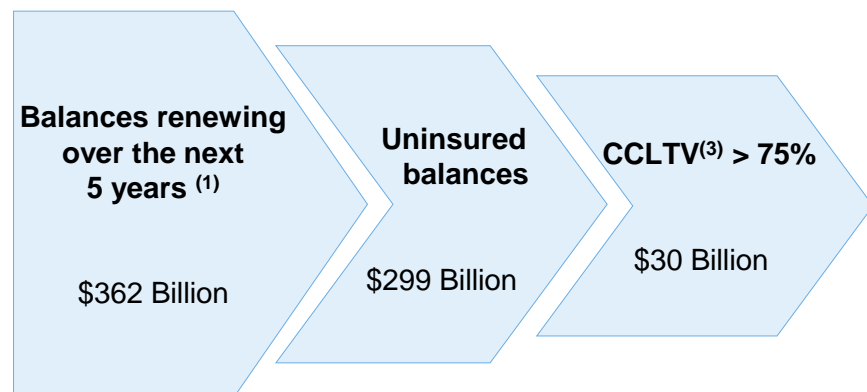 Balances renewing
over the next
5 years (1)
$362 Billion
Uninsured
balances
$299 Billion
CCLTV(3) > 75%
$30 Billion